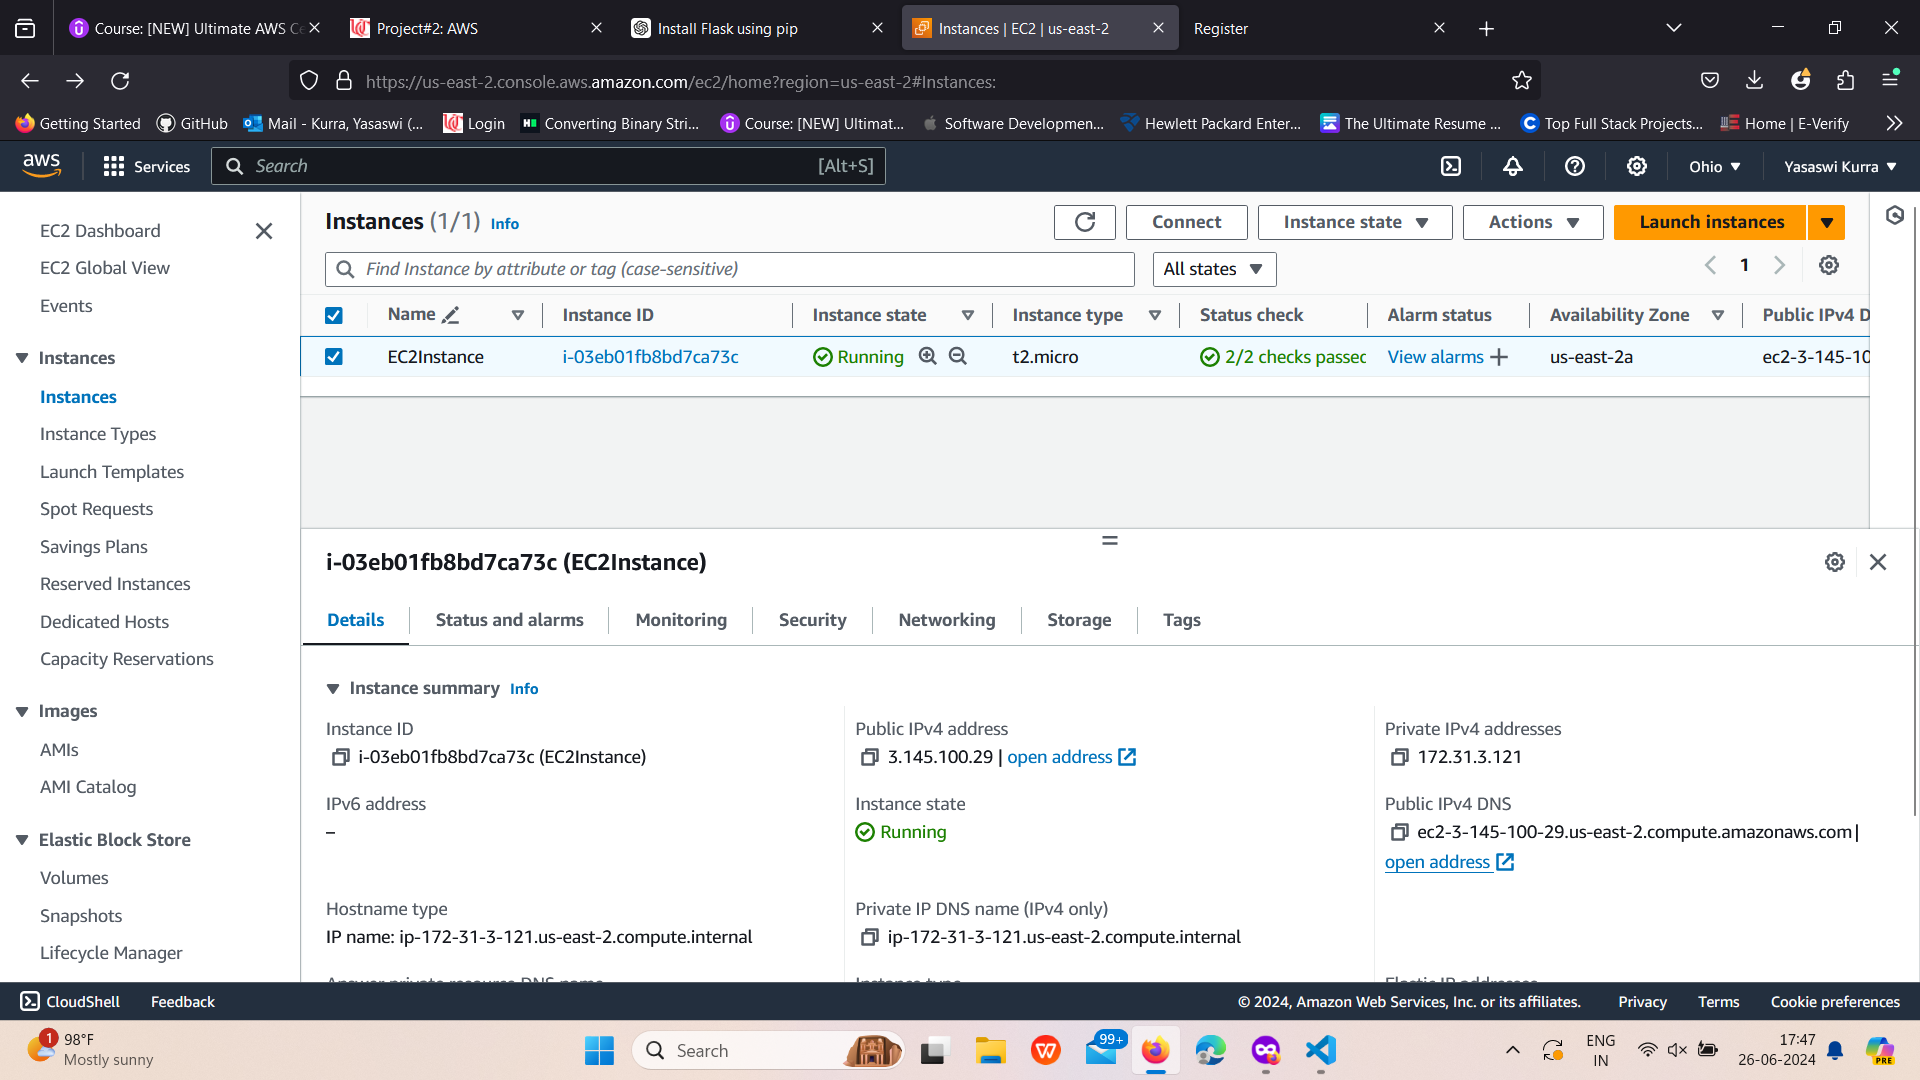 Course: [NEW] Ultimate AWS Ce
Project#2: AWS
Install Flask using pip
Instances | EC2 | us-east-2
Register
https://us-east-2.console.aws.amazon.com/ec2/home?region=us-east-2#Instances:
Getting Started
GitHub
Mail - Kurra, Yasaswi (...
Login
Converting Binary Stri...
Course: [NEW] Ultimat...
Software Developmen...
Hewlett Packard Enter...
The Ultimate Resume ...
Top Full Stack Projects...
Home | E-Verify
aws
Services
Search
[Alt+S]
Ohio
Yasaswi Kurra
EC2 Dashboard
EC2 Global View
Events
Instances
Instances
Instance Types
Launch Templates
Spot Requests
Savings Plans
Reserved Instances
Dedicated Hosts
Capacity Reservations
Images
AMIs
AMI Catalog
Elastic Block Store
Volumes
Snapshots
Lifecycle Manager
Instances (1/1) Info
Connect
Instance state
Actions
Launch instances
Find Instance by attribute or tag (case-sensitive)
All states
1
Name
Instance ID
Instance state
Instance type
Status check
Alarm status
Availability Zone
Public IPv4 D
EC2Instance
i-03eb01fb8bd7ca73c
Running
t2.micro
2/2 checks passed
View alarms
us-east-2a
ec2-3-145-10
i-03eb01fb8bd7ca73c (EC2Instance)
Details
Status and alarms
Monitoring
Security
Networking
Storage
Tags
Instance summary Info
Instance ID
i-03eb01fb8bd7ca73c (EC2Instance)
Public IPv4 address
3.145.100.29 | open address
Private IPv4 addresses
172.31.3.121
IPv6 address
–
Instance state
Running
Public IPv4 DNS
ec2-3-145-100-29.us-east-2.compute.amazonaws.com |
open address
Hostname type
IP name: ip-172-31-3-121.us-east-2.compute.internal
Private IP DNS name (IPv4 only)
ip-172-31-3-121.us-east-2.compute.internal
Answer private resource DNS name
Instance type
Elastic IP addresses
CloudShell
Feedback
© 2024, Amazon Web Services, Inc. or its affiliates.
Privacy
Terms
Cookie preferences
1
98°F
Mostly sunny
Search
99+
ENG
IN
17:47
26-06-2024
PRE